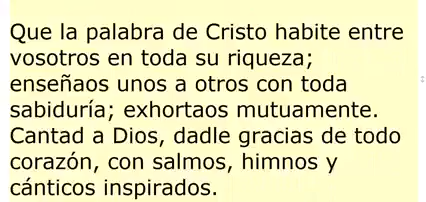 Que la palabra de Cristo habite entre
vosotros en toda su riqueza;
enseñaos unos a otros con toda
sabiduría; exhortaos mutuamente.
Cantad a Dios, dadle gracias de todo
corazón, con salmos, himnos y
cánticos inspirados.